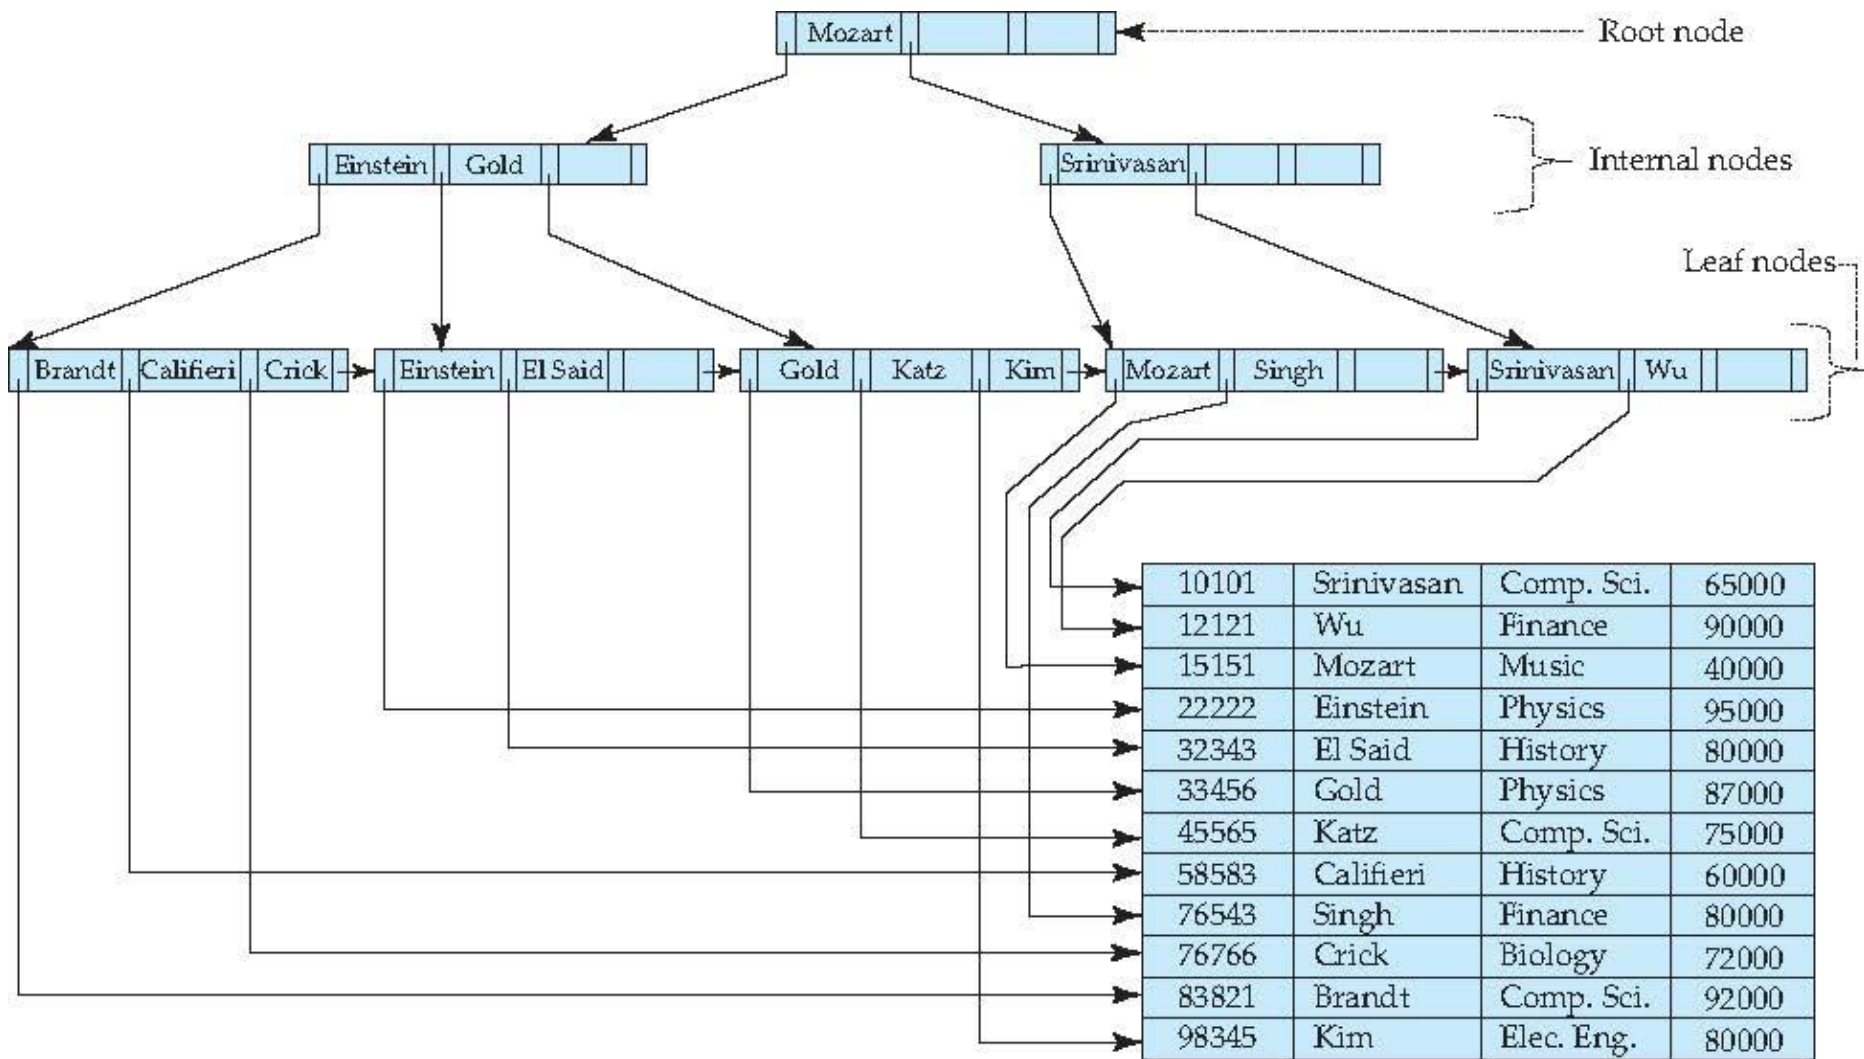 Mozart
Root node
Einstein Gold
Srinivasan
Internal nodes
Leaf nodes
Brandt Califieri Crick
Einstein El Said
Gold Katz Kim
Mozart Singh
Srinivasan Wu
10101 Srinivasan Comp. Sci. 65000
12121 Wu Finance 90000
15151 Mozart Music 40000
22222 Einstein Physics 95000
32343 El Said History 80000
33456 Gold Physics 87000
45565 Katz Comp. Sci. 75000
58583 Califieri History 60000
76543 Singh Finance 80000
76766 Crick Biology 72000
83821 Brandt Comp. Sci. 92000
98345 Kim Elec. Eng. 80000